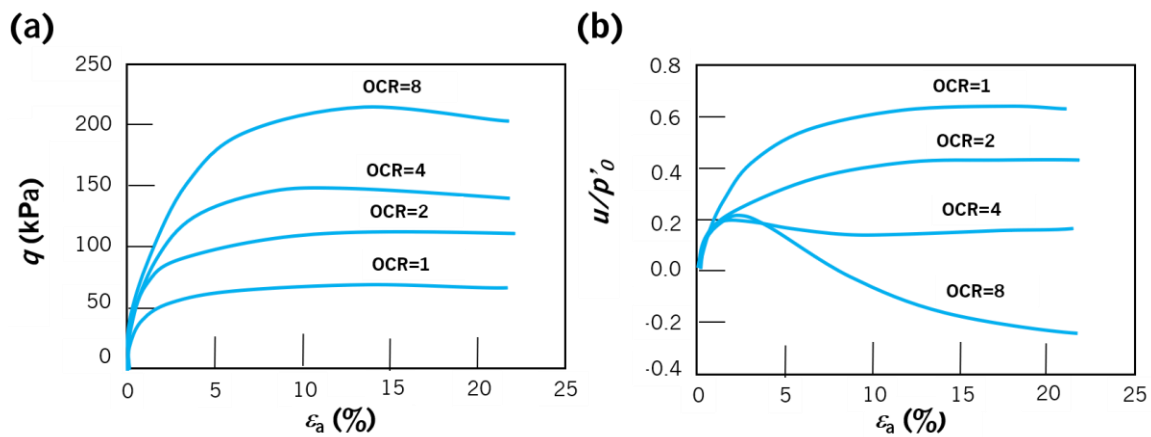 (a)
250
200
150
100
50
0
q (kPa)
OCR=8
OCR=4
OCR=2
OCR=1
0 5 10 15 20 25
εa (%)
(b)
0.8
0.6
0.4
0.2
0.0
-0.2
-0.4
u/p'o
OCR=1
OCR=2
OCR=4
OCR=8
0 5 10 15 20 25
εa (%)